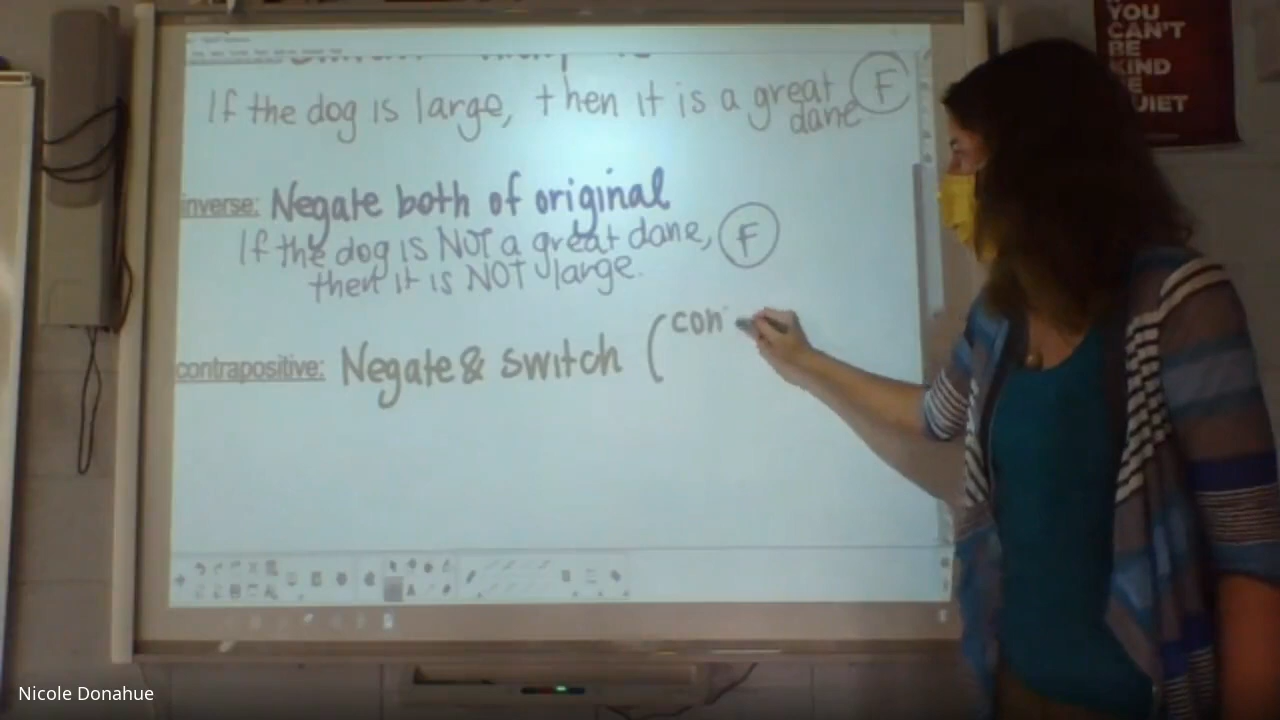 If the dog is large, then it is a great
dane
F
inverse: Negate both of original
If the dog is NOT a great dane,
then it is NOT large.
F
contrapositive: Negate & switch (con
YOU
CAN'T
BE
KIND
Nicole Donahue